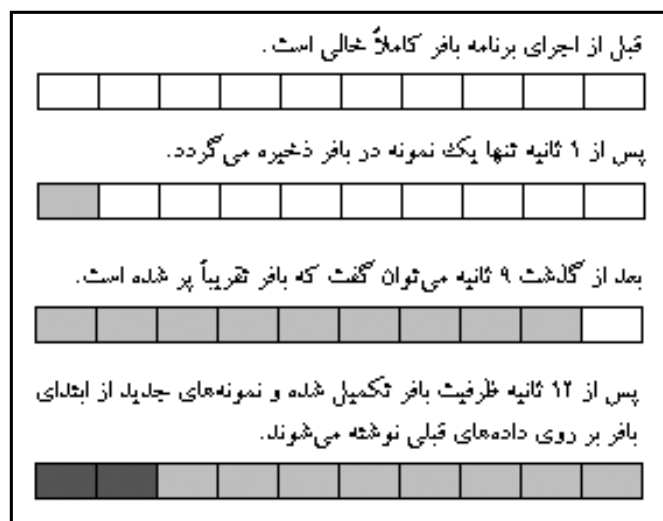 قبل از اجرای برنامه بافر کاملاً خالی است.
پس از ۱ ثانیه تنها یک نمونه در بافر ذخیره می‌گردد.
بعد از گذشت ۹ ثانیه می‌توان گفت که بافر تقریباً پر شده است.
پس از ۱۲ ثانیه ظرفیت بافر تکمیل شده و نمونه‌های جدید از ابتدای
بافر بر روی داده‌های قبلی نوشته می‌شوند.